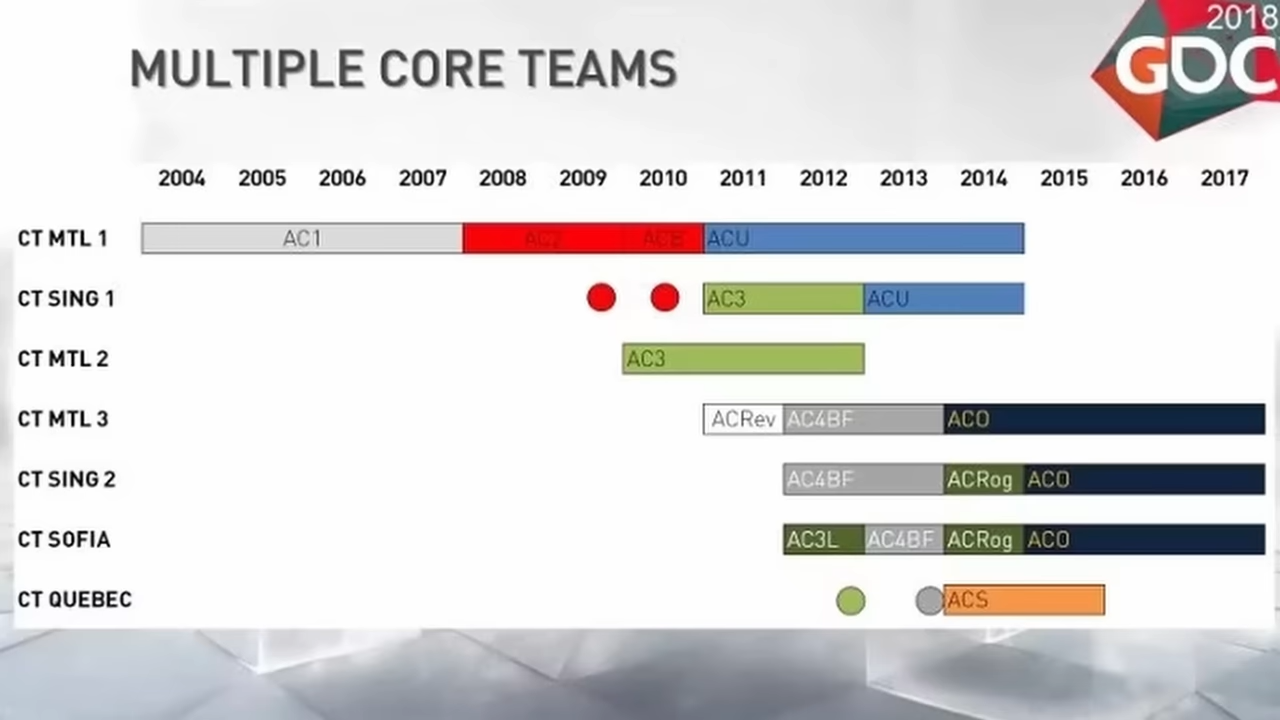 2018
GDC
MULTIPLE CORE TEAMS
2004 2005 2006 2007 2008 2009 2010 2011 2012 2013 2014 2015 2016 2017
CT MTL 1 AC1 AC2 ACB ACU
CT SING 1 AC3 ACU
CT MTL 2 AC3
CT MTL 3 ACRev AC4BF ACO
CT SING 2 AC4BF ACRog ACO
CT SOFIA AC3L AC4BF ACRog ACO
CT QUEBEC ACS